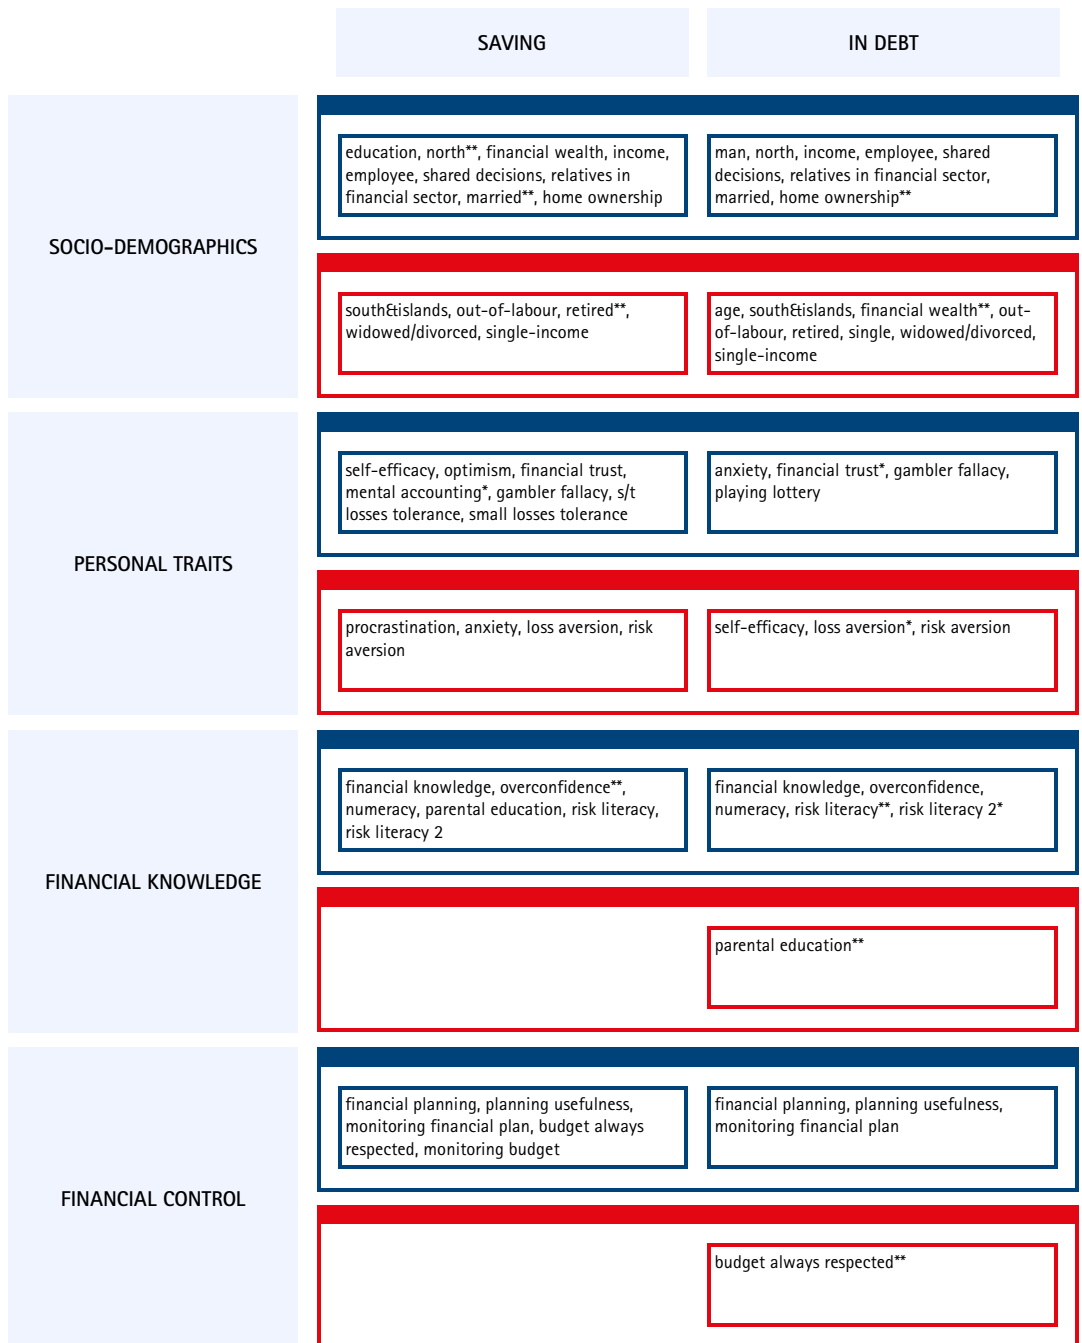 SAVING
IN DEBT
SOCIO-DEMOGRAPHICS
education, north**, financial wealth, income,
employee, shared decisions, relatives in
financial sector, married**, home ownership
man, north, income, employee, shared
decisions, relatives in financial sector,
married, home ownership**
south&islands, out-of-labour, retired**,
widowed/divorced, single-income
age, south&islands, financial wealth**, out-
of-labour, retired, single, widowed/divorced,
single-income
PERSONAL TRAITS
self-efficacy, optimism, financial trust,
mental accounting*, gambler fallacy, s/t
losses tolerance, small losses tolerance
anxiety, financial trust*, gambler fallacy,
playing lottery
procrastination, anxiety, loss aversion, risk
aversion
self-efficacy, loss aversion*, risk aversion
FINANCIAL KNOWLEDGE
financial knowledge, overconfidence**,
numeracy, parental education, risk literacy,
risk literacy 2
financial knowledge, overconfidence,
numeracy, risk literacy**, risk literacy 2*
parental education**
FINANCIAL CONTROL
financial planning, planning usefulness,
monitoring financial plan, budget always
respected, monitoring budget
financial planning, planning usefulness,
monitoring financial plan
budget always respected**